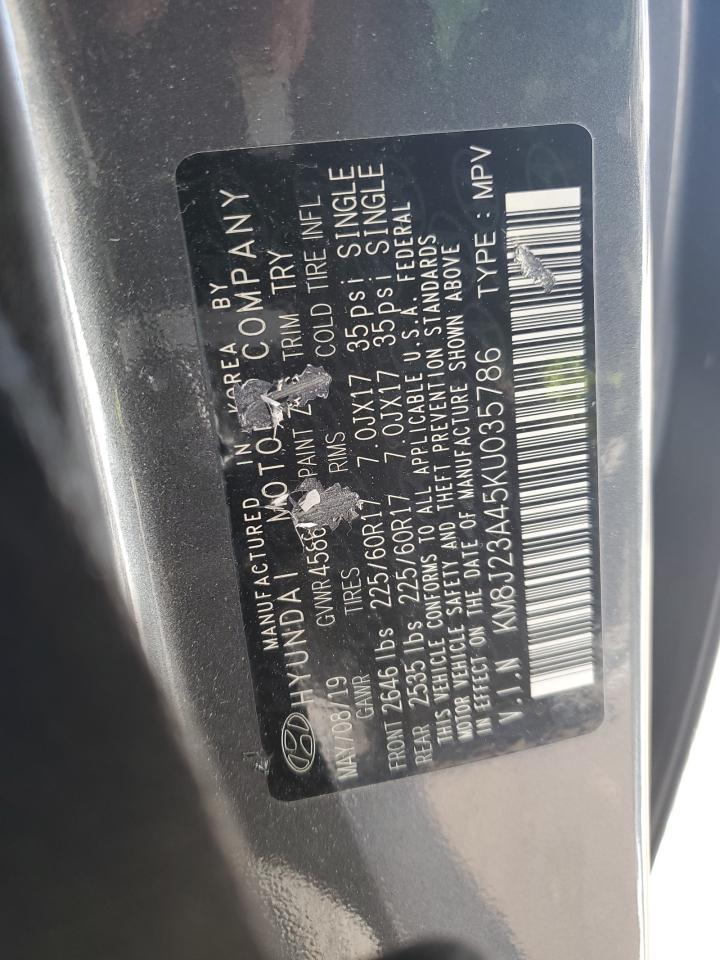 MANUFACTURED IN KOREA BY
HYUNDAI MOTOR COMPANY
MAY/08/19 GVWR 4586 PAINT TRIM TRY
GAWR TIRES RIMS COLD TIRE INFL
FRONT 2646 lbs 225/60R17 7.0JX17 35psi SINGLE
REAR 2535 lbs 225/60R17 7.0JX17 35psi SINGLE
THIS VEHICLE CONFORMS TO ALL APPLICABLE U.S.A. FEDERAL
MOTOR VEHICLE SAFETY AND THEFT PREVENTION STANDARDS
IN EFFECT ON THE DATE OF MANUFACTURE SHOWN ABOVE
V.I.N KM8J23A45KU035786 TYPE : MPV